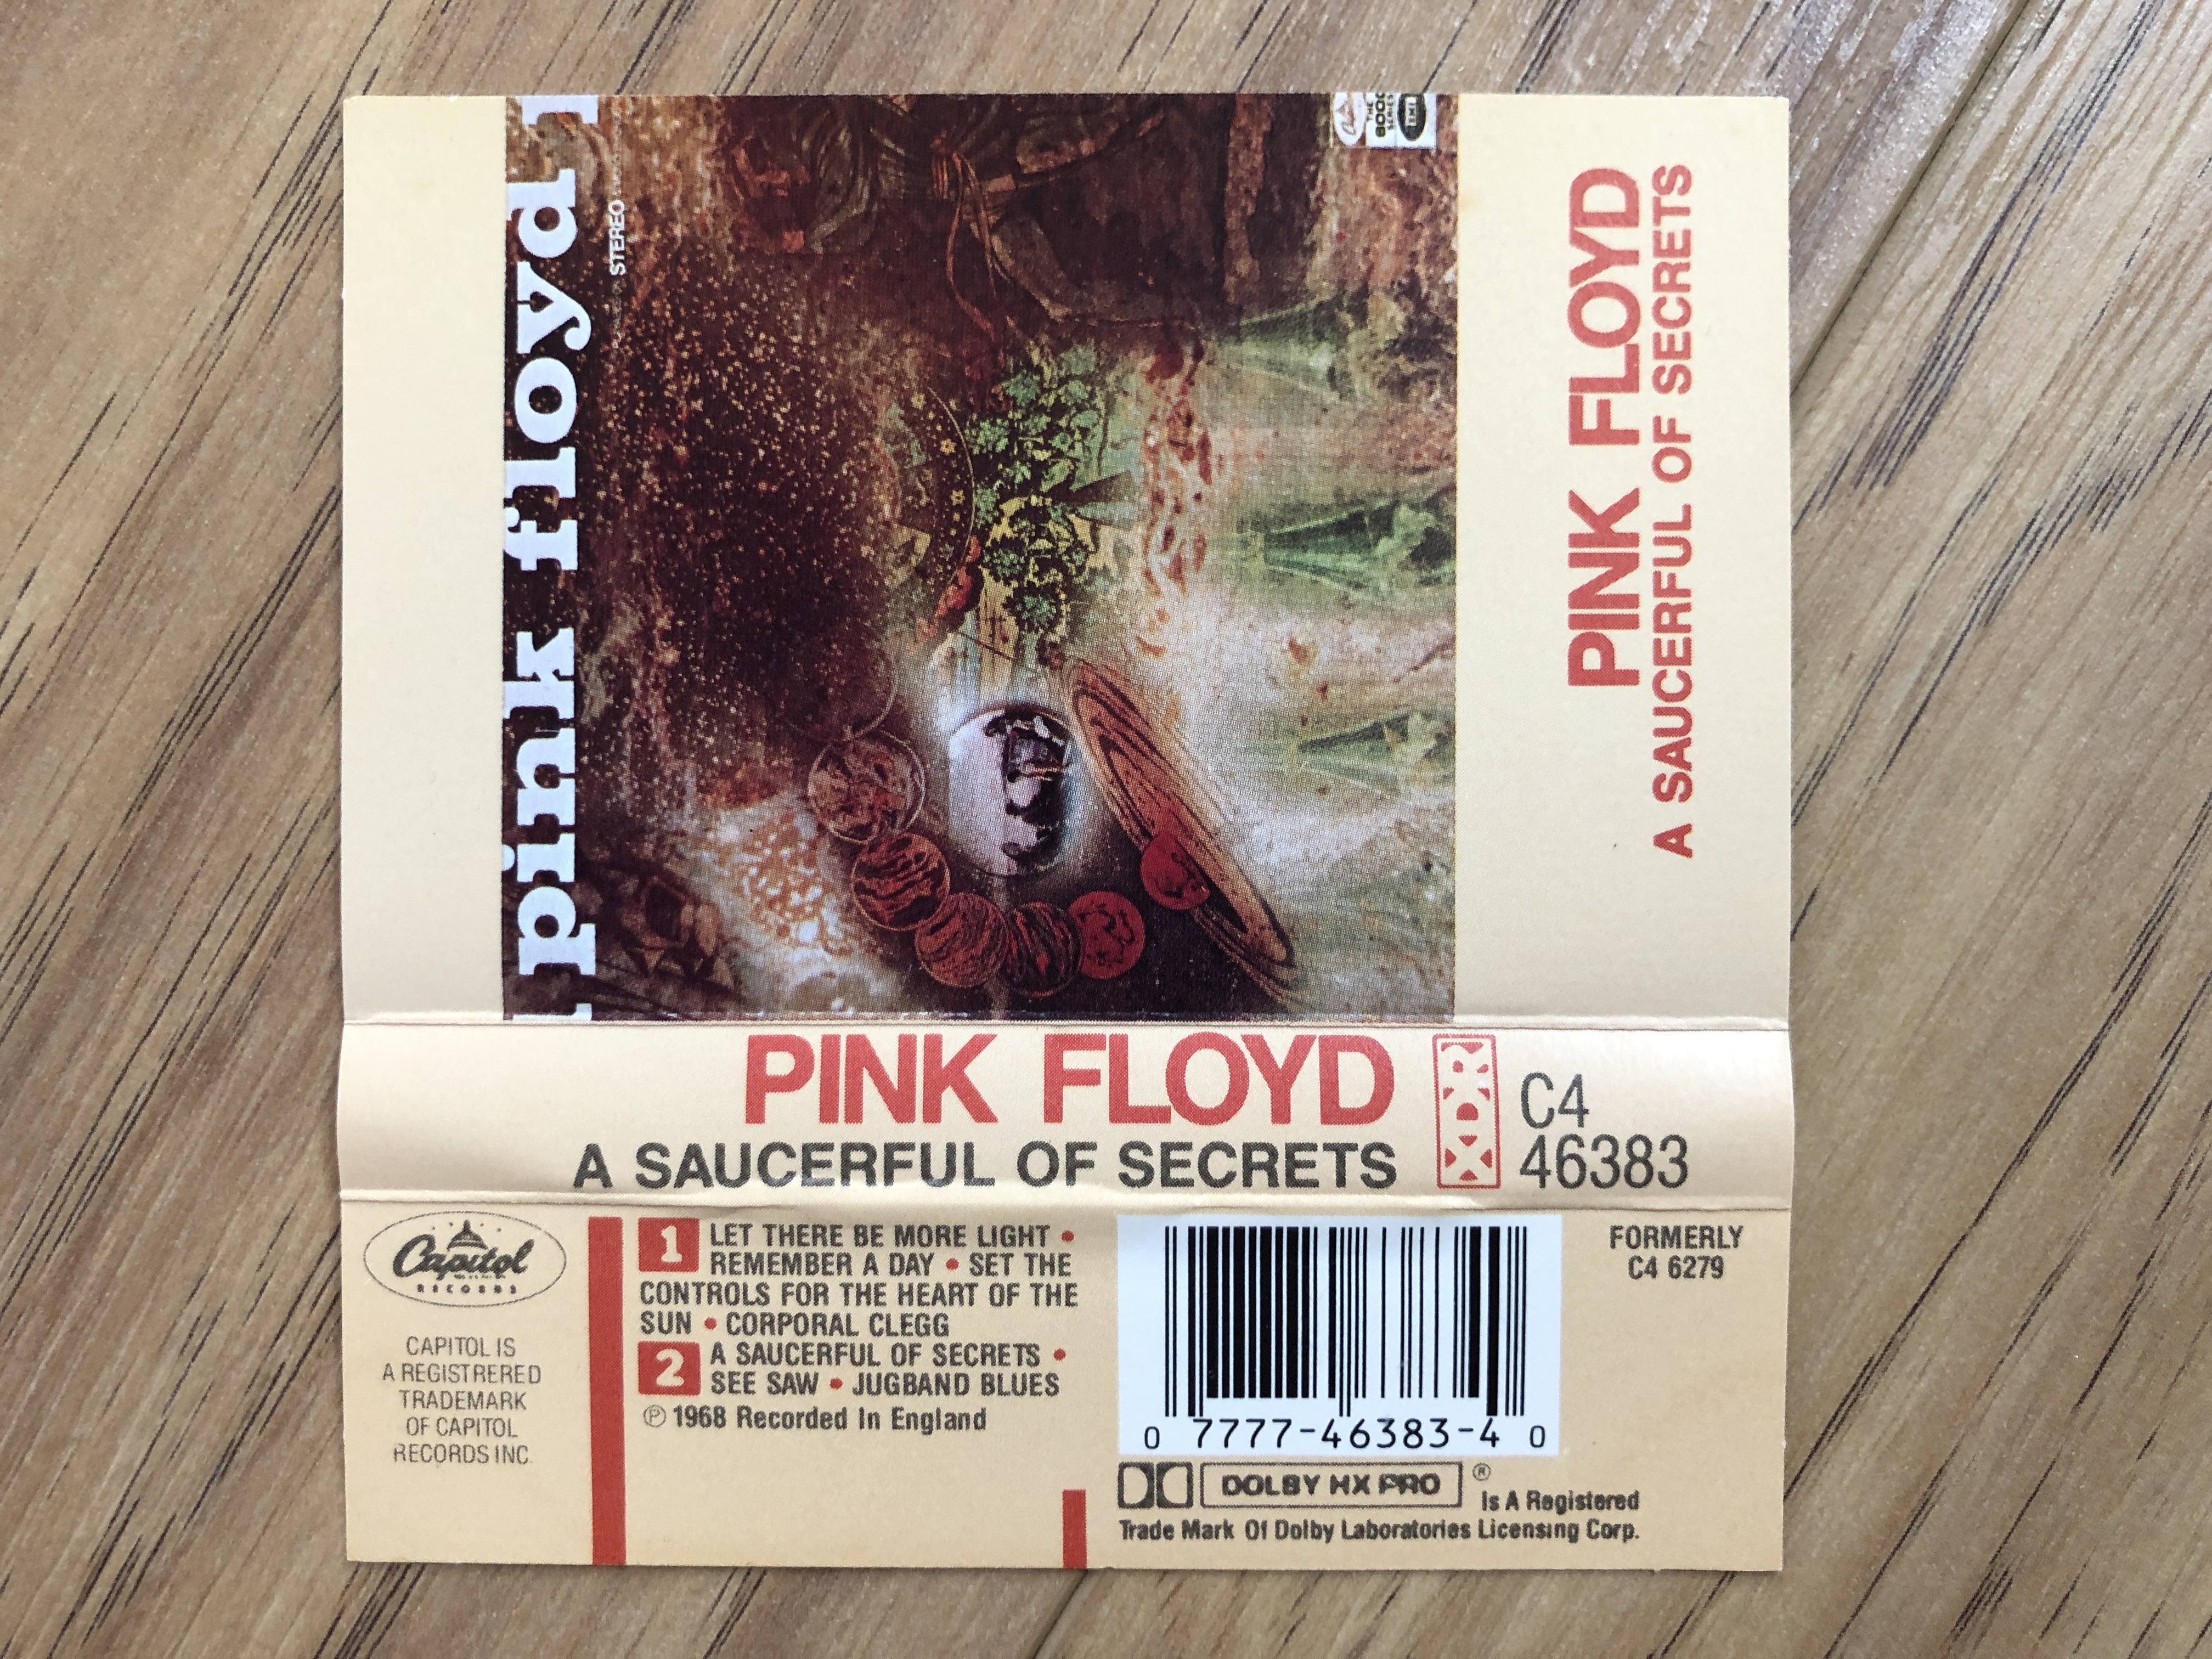 pink floyd
STEREO
THE
600
SERIES
EMI
PINK FLOYD
A SAUCERFUL OF SECRETS
PINK FLOYD
A SAUCERFUL OF SECRETS
XDR
C4
46383
Capitol
RECORDS
CAPITOL IS
A REGISTRERED
TRADEMARK
OF CAPITOL
RECORDS INC.
1 LET THERE BE MORE LIGHT •
REMEMBER A DAY • SET THE
CONTROLS FOR THE HEART OF THE
SUN • CORPORAL CLEGG
2 A SAUCERFUL OF SECRETS •
SEE SAW • JUGBAND BLUES
℗ 1968 Recorded In England
0 7777-46383-4 0
FORMERLY
C4 6279
DOLBY HX PRO ® Is A Registered
Trade Mark Of Dolby Laboratories Licensing Corp.